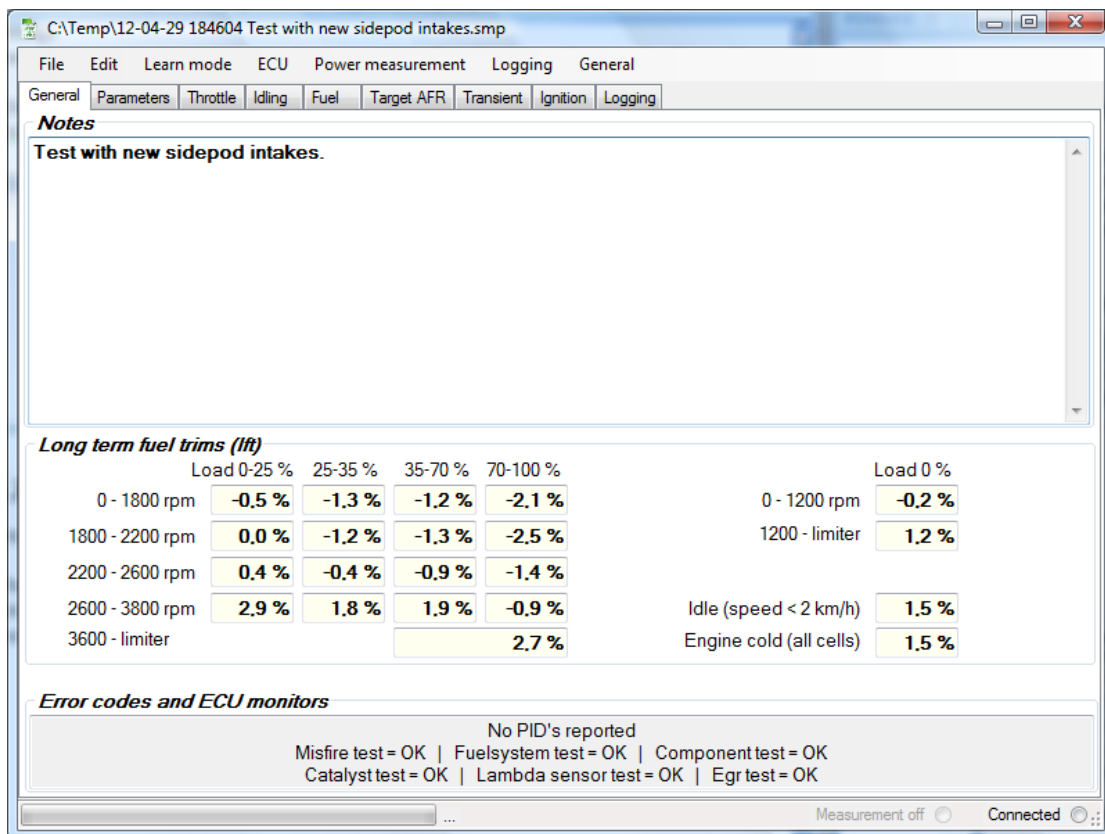 C:\Temp\12-04-29 184604 Test with new sidepod intakes.smp
File Edit Learn mode ECU Power measurement Logging General
General Parameters Throttle Idling Fuel Target AFR Transient Ignition Logging
Notes
Test with new sidepod intakes.
Long term fuel trims (lft)
Load 0-25 % 25-35 % 35-70 % 70-100 % Load 0 %
0 - 1800 rpm -0,5 % -1,3 % -1,2 % -2,1 % 0 - 1200 rpm -0,2 %
1800 - 2200 rpm 0,0 % -1,2 % -1,3 % -2,5 % 1200 - limiter 1,2 %
2200 - 2600 rpm 0,4 % -0,4 % -0,9 % -1,4 %
2600 - 3800 rpm 2,9 % 1,8 % 1,9 % -0,9 % Idle (speed < 2 km/h) 1,5 %
3600 - limiter 2,7 % Engine cold (all cells) 1,5 %
Error codes and ECU monitors
No PID's reported
Misfire test = OK | Fuelsystem test = OK | Component test = OK
Catalyst test = OK | Lambda sensor test = OK | Egr test = OK
... Measurement off Connected